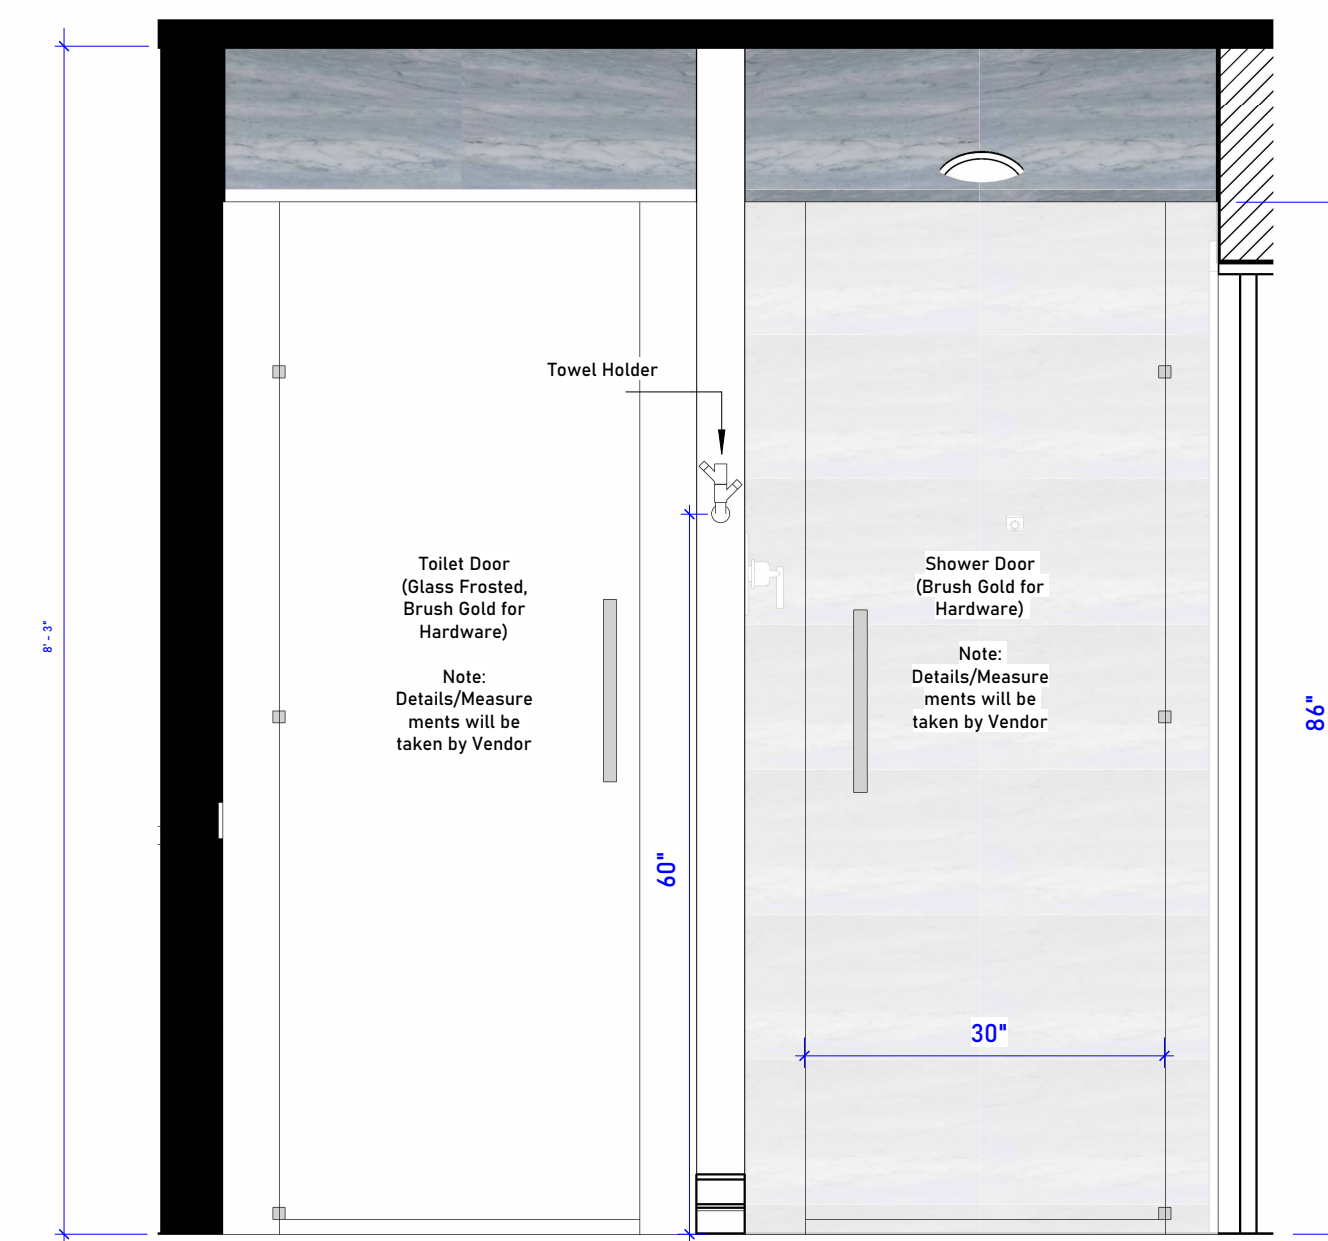 Towel Holder
Toilet Door
(Glass Frosted,
Brush Gold for
Hardware)
Note:
Details/Measure
ments will be
taken by Vendor
Shower Door
(Brush Gold for
Hardware)
Note:
Details/Measure
ments will be
taken by Vendor
8' - 3"
60"
30"
86"